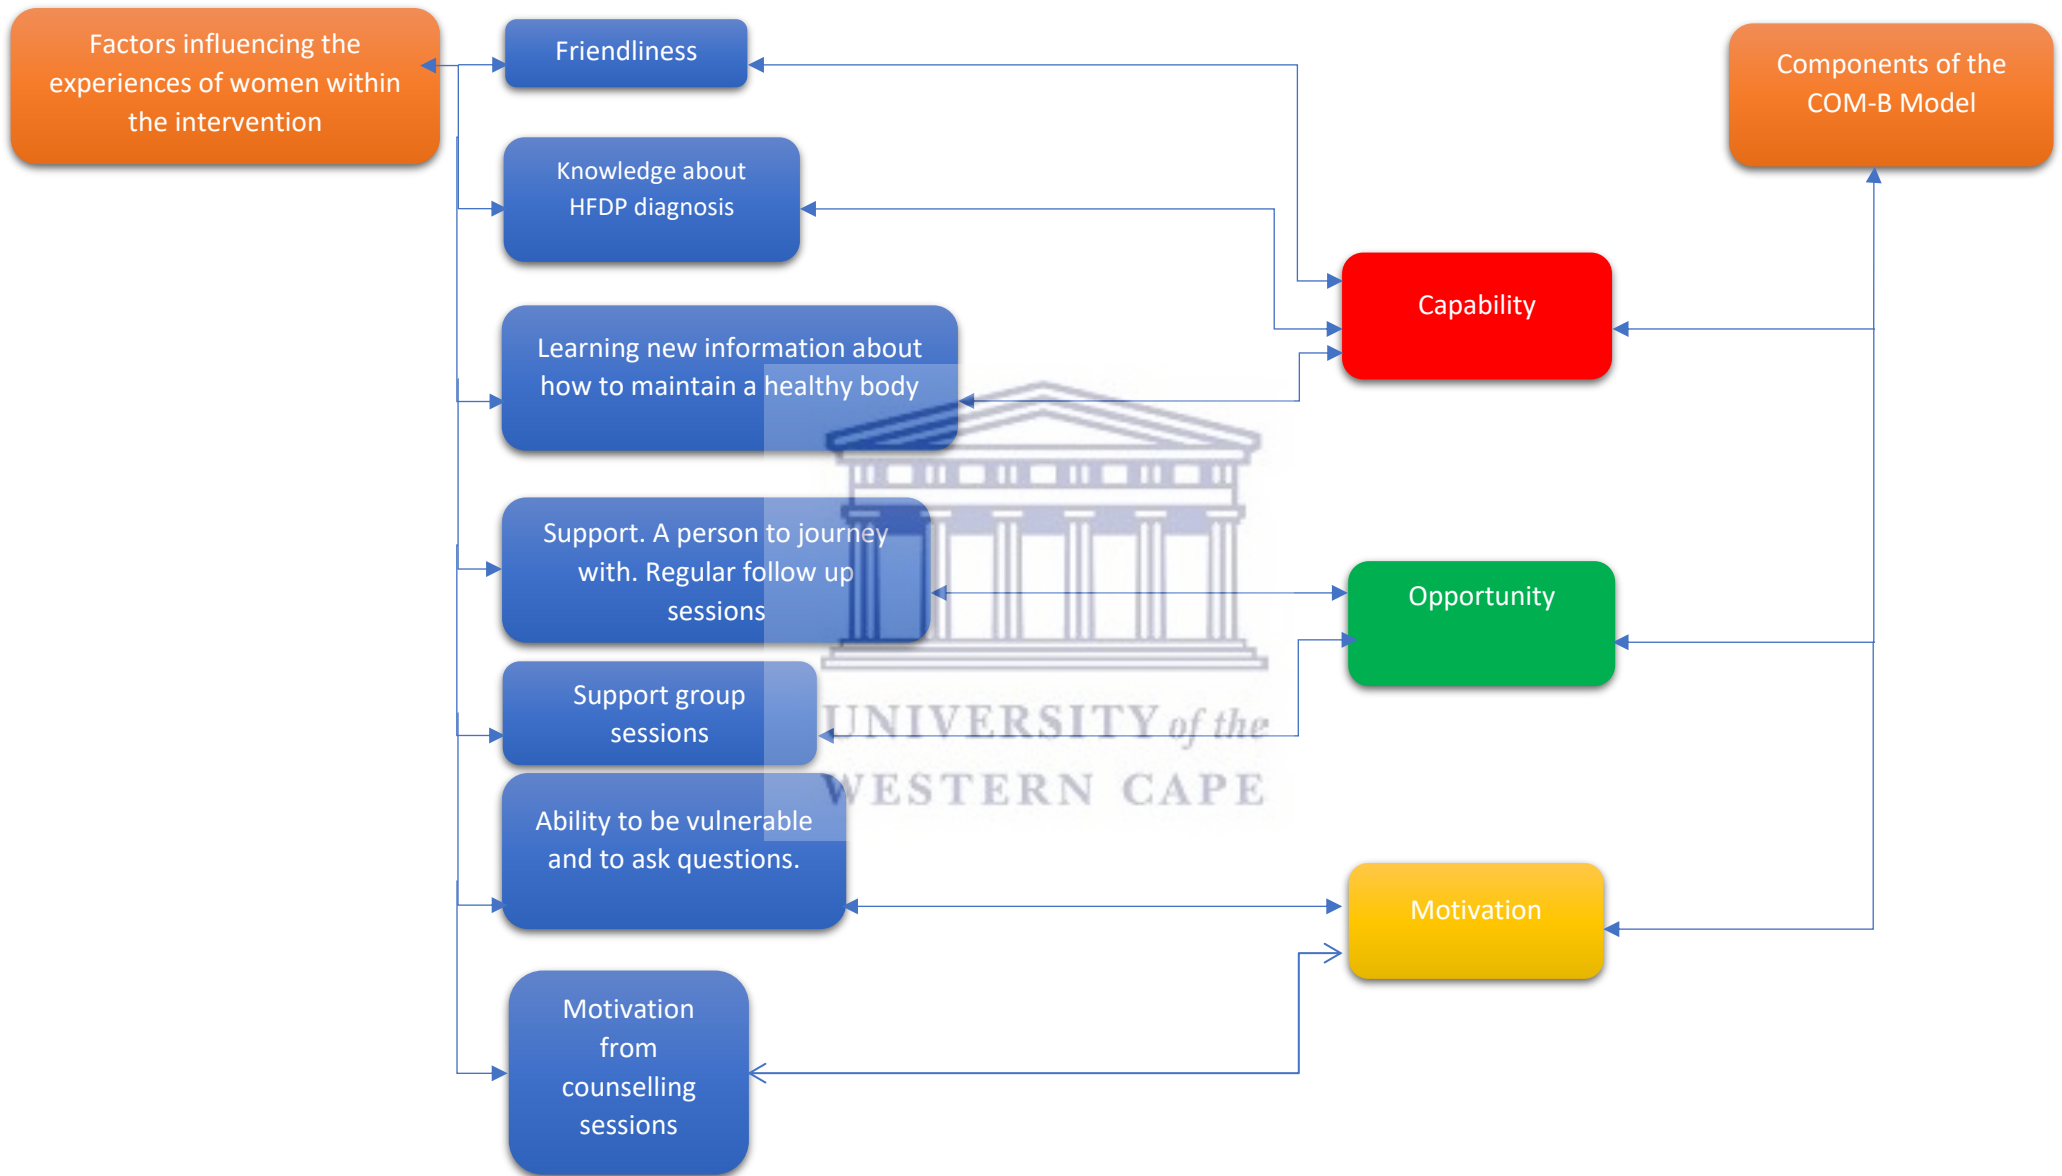 Factors influencing the
experiences of women within
the intervention
Friendliness
Components of the
COM-B Model
Knowledge about
HFDP diagnosis
Capability
Learning new information about
how to maintain a healthy body
Support. A person to journey
with. Regular follow up
sessions
Opportunity
Support group
sessions
UNIVERSITY of the
WESTERN CAPE
Ability to be vulnerable
and to ask questions.
Motivation
Motivation
from
counselling
sessions